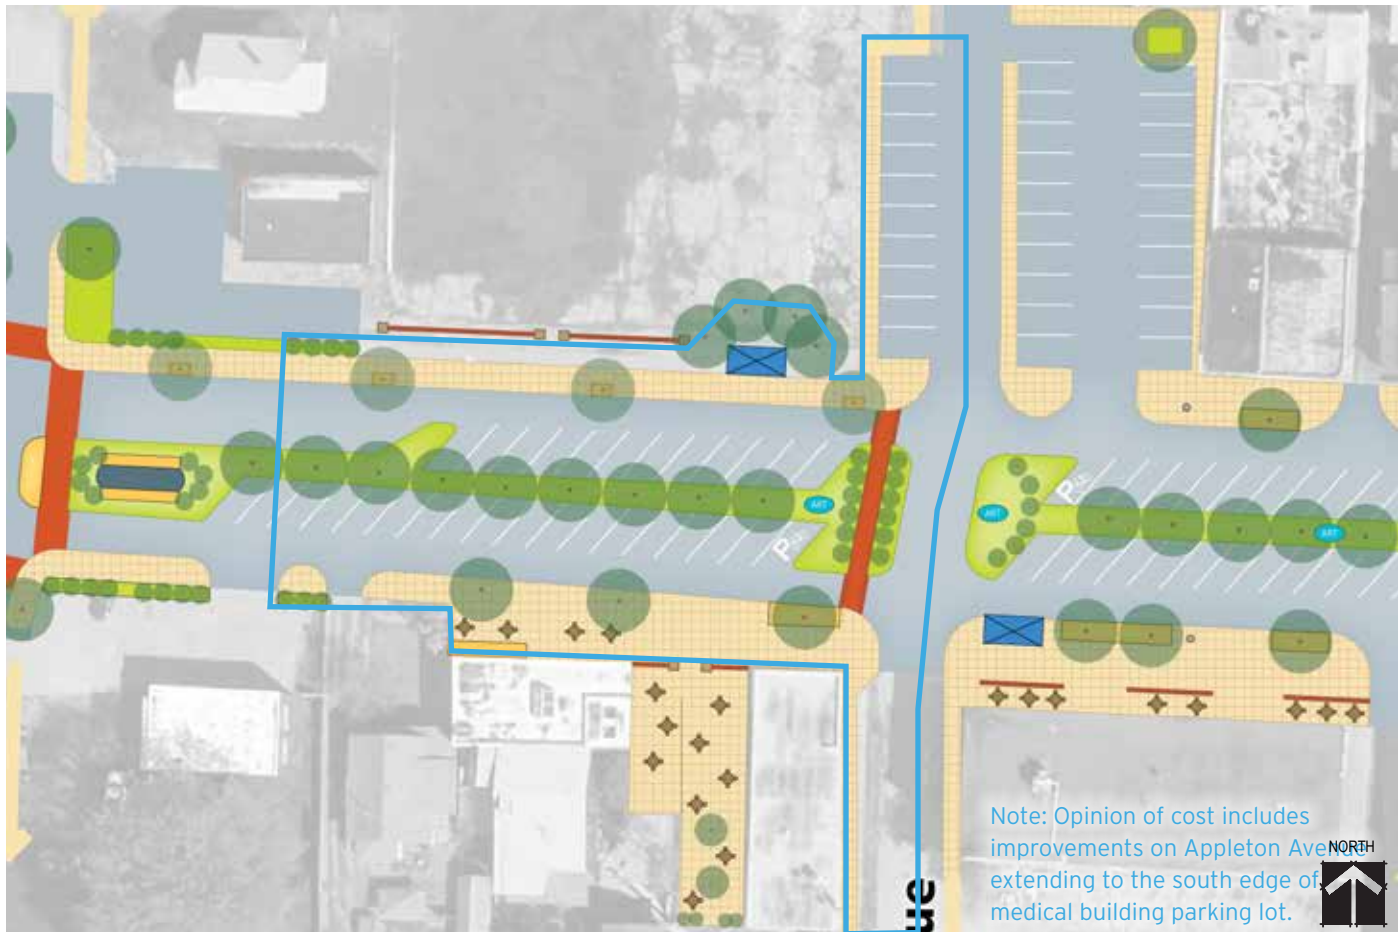 ART
P
ART
P
ART
ue
Note: Opinion of cost includes
improvements on Appleton Avenue
extending to the south edge of
medical building parking lot.
NORTH